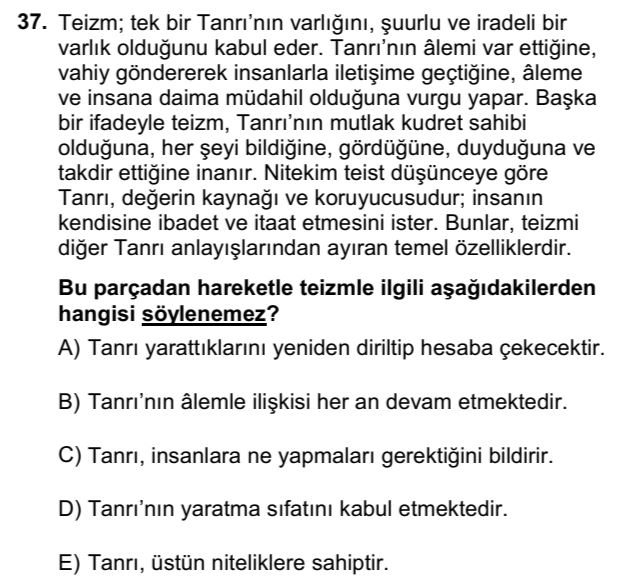 37. Teizm; tek bir Tanrı’nın varlığını, şuurlu ve iradeli bir
varlık olduğunu kabul eder. Tanrı’nın âlemi var ettiğine,
vahiy göndererek insanlarla iletişime geçtiğine, âleme
ve insana daima müdahil olduğuna vurgu yapar. Başka
bir ifadeyle teizm, Tanrı’nın mutlak kudret sahibi
olduğuna, her şeyi bildiğine, gördüğüne, duyduğuna ve
takdir ettiğine inanır. Nitekim teist düşünceye göre
Tanrı, değerin kaynağı ve koruyucusudur; insanın
kendisine ibadet ve itaat etmesini ister. Bunlar, teizmi
diğer Tanrı anlayışlarından ayıran temel özelliklerdir.
Bu parçadan hareketle teizmle ilgili aşağıdakilerden
hangisi söylenemez?
A) Tanrı yarattıklarını yeniden diriltip hesaba çekecektir.
B) Tanrı’nın âlemle ilişkisi her an devam etmektedir.
C) Tanrı, insanlara ne yapmaları gerektiğini bildirir.
D) Tanrı’nın yaratma sıfatını kabul etmektedir.
E) Tanrı, üstün niteliklere sahiptir.